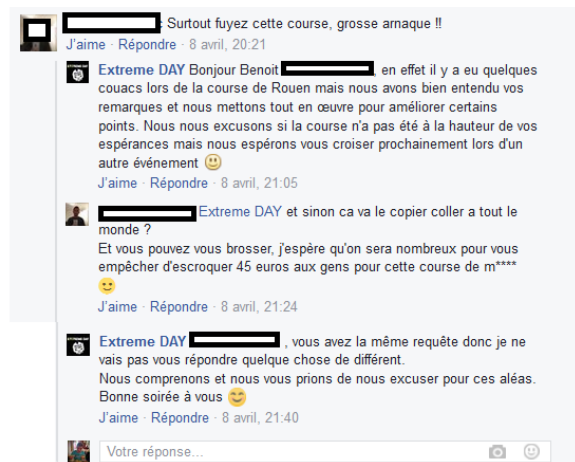 : Surtout fuyez cette course, grosse arnaque !!
J'aime · Répondre · 8 avril, 20:21
Extreme DAY Bonjour Benoit , en effet il y a eu quelques
couacs lors de la course de Rouen mais nous avons bien entendu vos
remarques et nous mettons tout en œuvre pour améliorer certains
points. Nous nous excusons si la course n'a pas été à la hauteur de vos
espérances mais nous espérons vous croiser prochainement lors d'un
autre événement
J'aime · Répondre · 8 avril, 21:05
Extreme DAY et sinon ca va le copier coller a tout le
monde ?
Et vous pouvez vous brosser, j'espère qu'on sera nombreux pour vous
empêcher d'escroquer 45 euros aux gens pour cette course de m****
J'aime · Répondre · 8 avril, 21:24
Extreme DAY , vous avez la même requête donc je ne
vais pas vous répondre quelque chose de différent.
Nous comprenons et nous vous prions de nous excuser pour ces aléas.
Bonne soirée à vous
J'aime · Répondre · 8 avril, 21:40
Votre réponse...